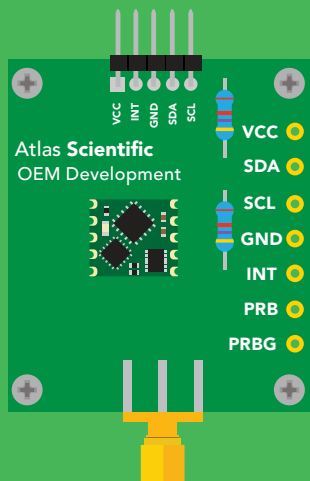 VCC
INT
GND
SDA
SCL
Atlas Scientific
OEM Development
VCC
SDA
SCL
GND
INT
PRB
PRBG